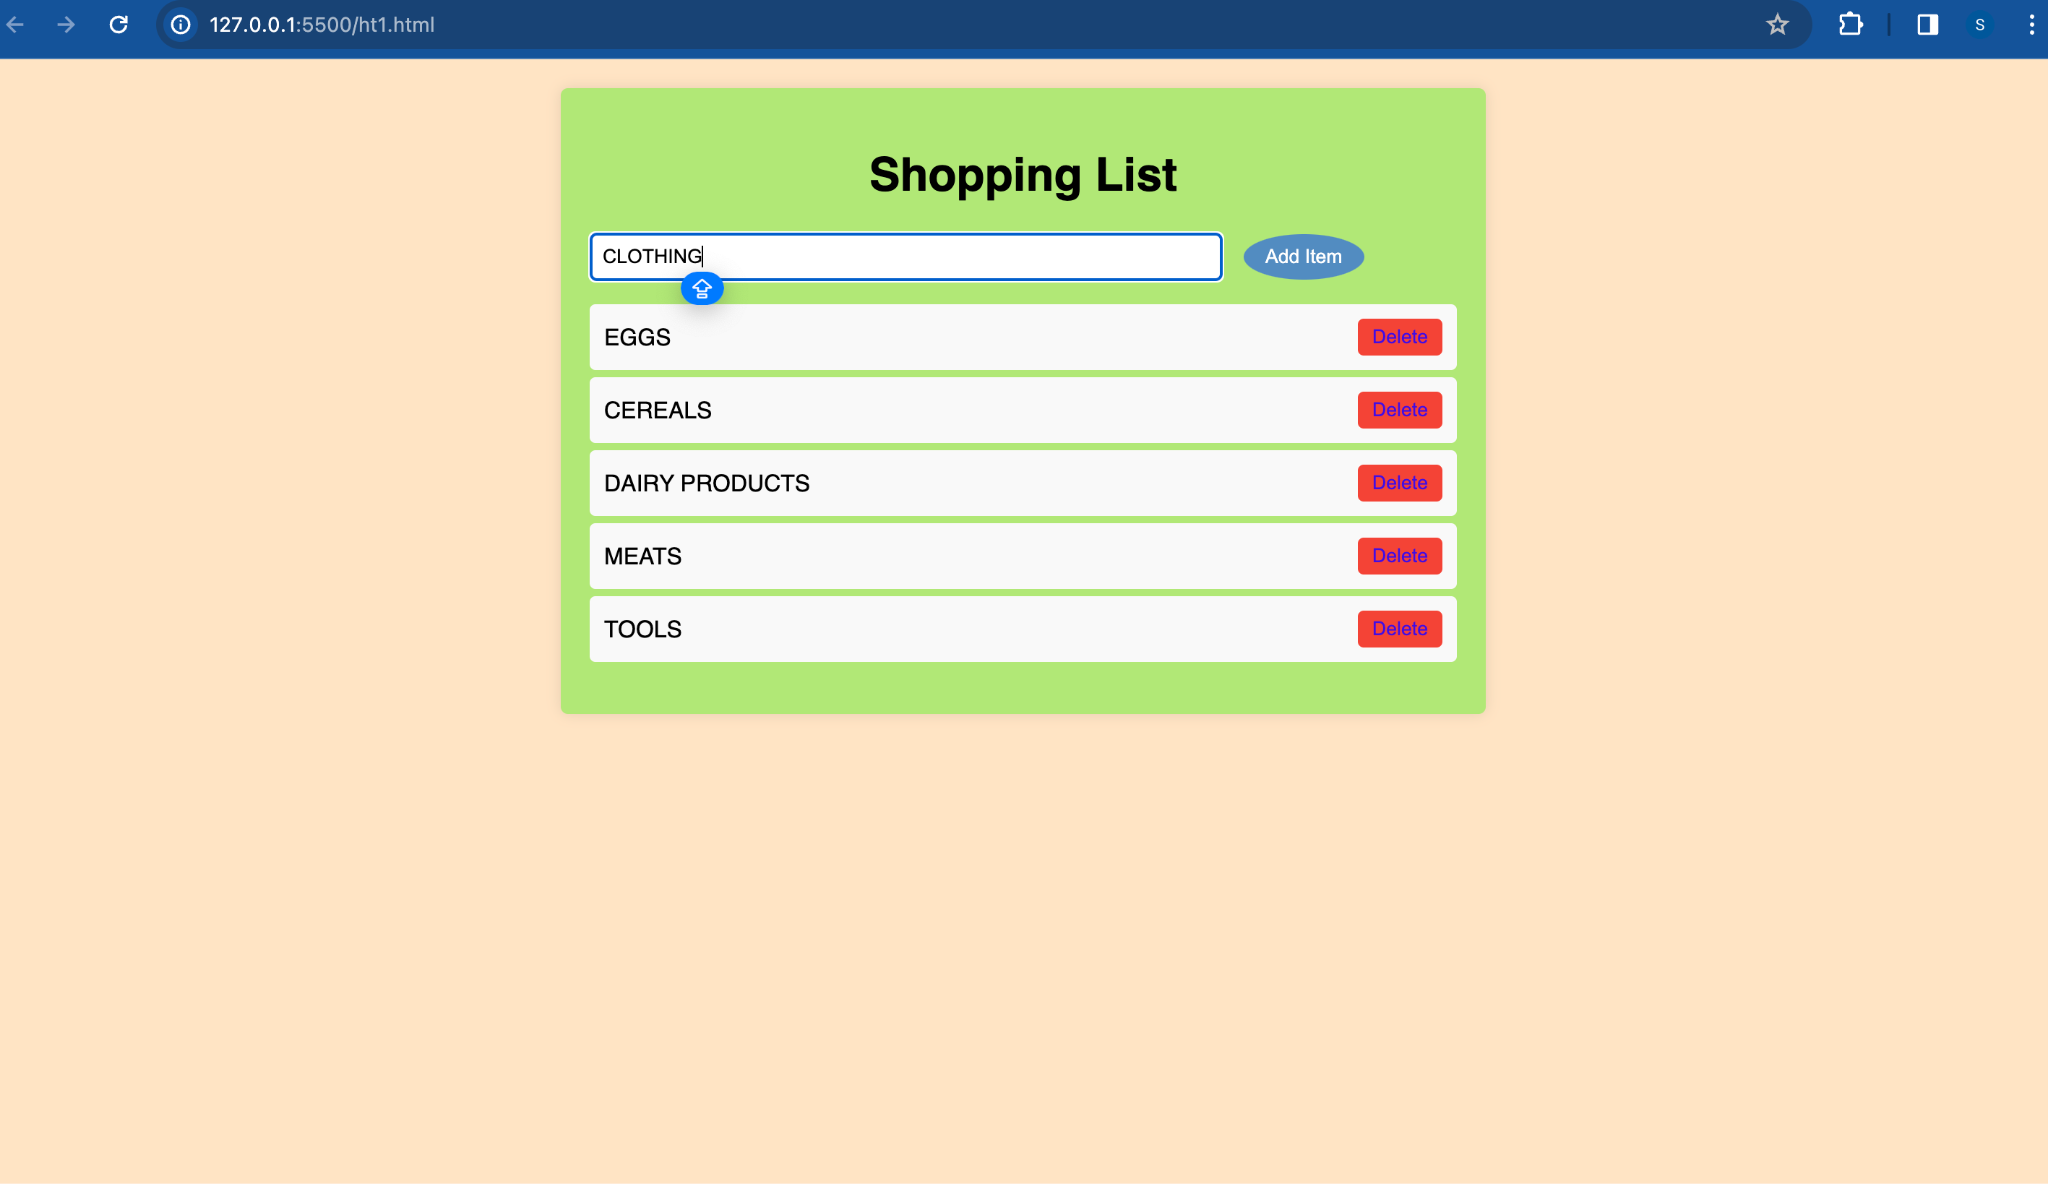 127.0.0.1:5500/ht1.html
S
Shopping List
CLOTHING
Add Item
EGGS
Delete
CEREALS
Delete
DAIRY PRODUCTS
Delete
MEATS
Delete
TOOLS
Delete